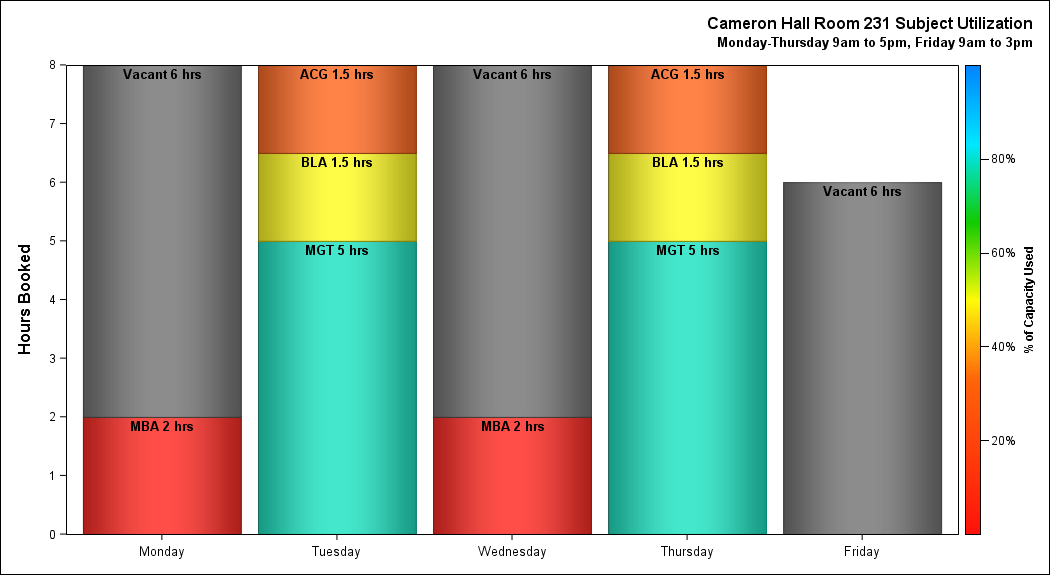 Cameron Hall Room 231 Subject Utilization
Monday-Thursday 9am to 5pm, Friday 9am to 3pm
Hours Booked
8
7
6
5
4
3
2
1
0
Vacant 6 hrs
MBA 2 hrs
ACG 1.5 hrs
BLA 1.5 hrs
MGT 5 hrs
Vacant 6 hrs
MBA 2 hrs
ACG 1.5 hrs
BLA 1.5 hrs
MGT 5 hrs
Vacant 6 hrs
Monday
Tuesday
Wednesday
Thursday
Friday
80%
60%
40%
20%
% of Capacity Used